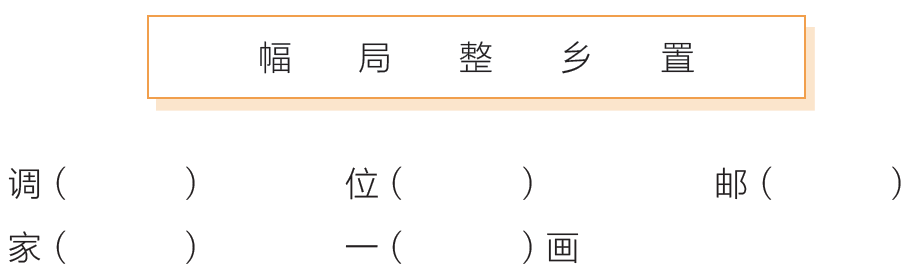 幅 局 整 乡 置
调（ ） 位（ ） 邮（ ）
家（ ） 一（ ）画